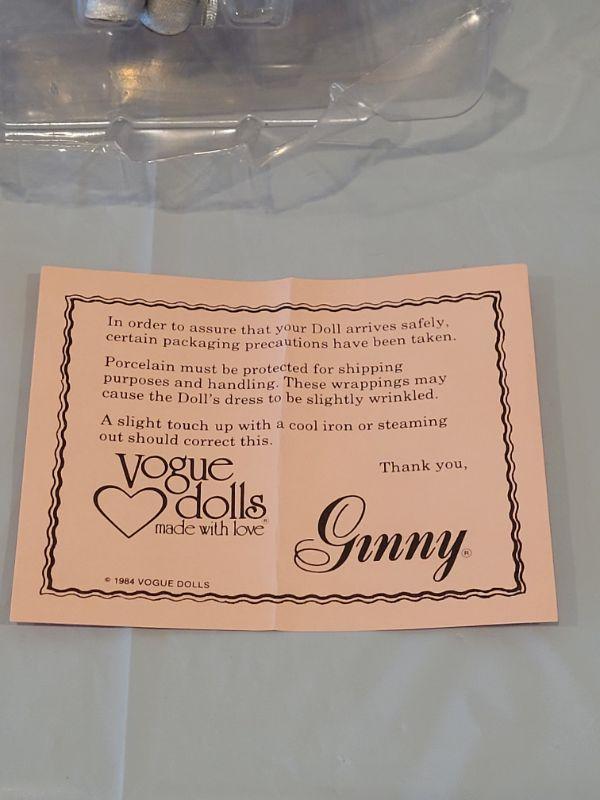 In order to assure that your Doll arrives safely,
certain packaging precautions have been taken.
Porcelain must be protected for shipping
purposes and handling. These wrappings may
cause the Doll's dress to be slightly wrinkled.
A slight touch up with a cool iron or steaming
out should correct this.
Thank you,
Vogue
dolls
made with love®
Ginny®
© 1984 VOGUE DOLLS